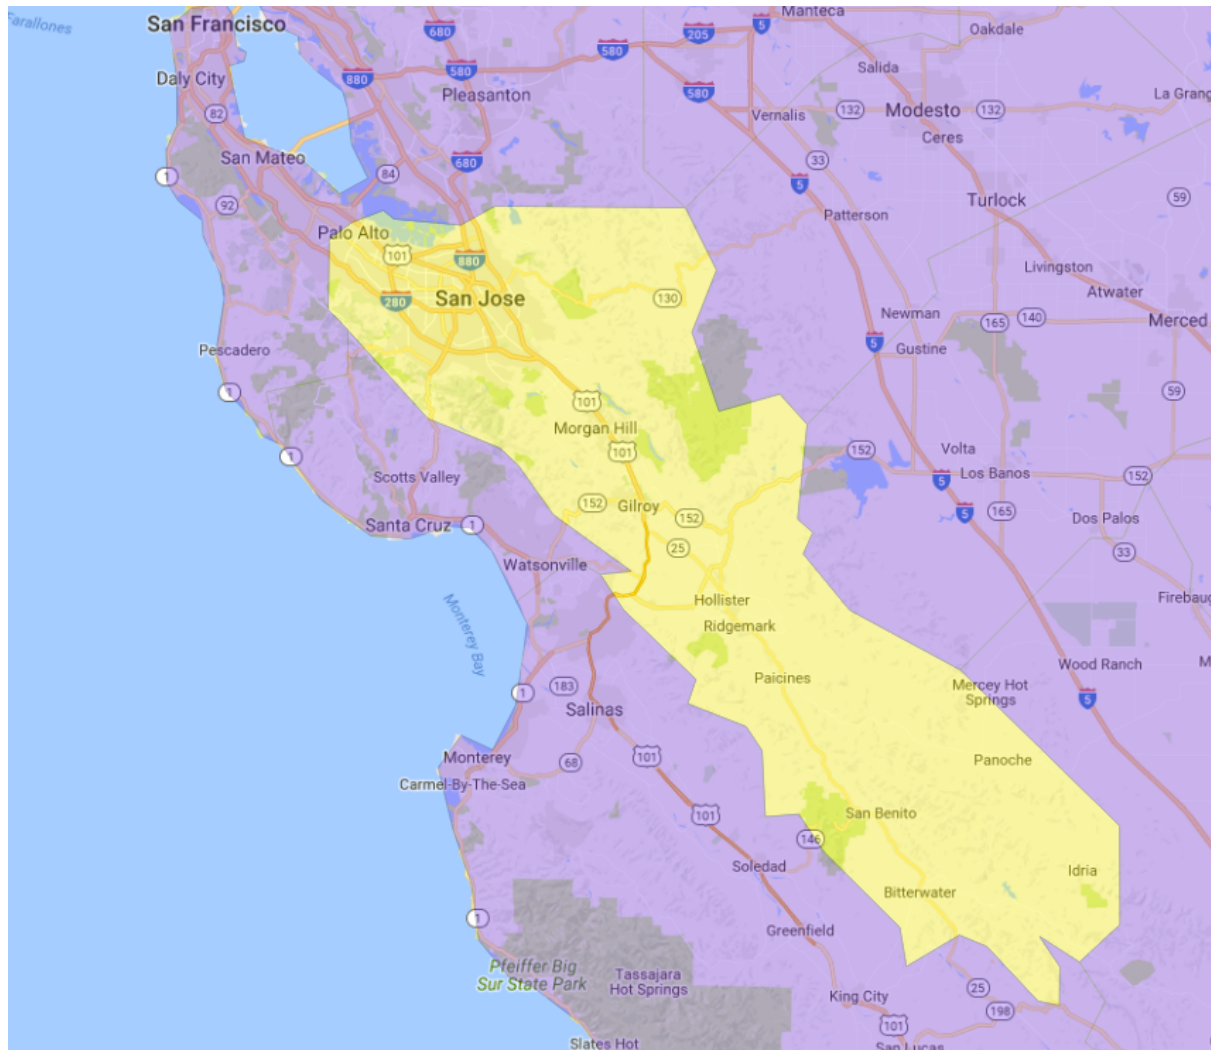 Farallones
San Francisco
680
205
5
Manteca
Oakdale
Daly City
880
580
580
580
Salida
82
Pleasanton
Vernalis
132
Modesto
132
La Grang
Ceres
San Mateo
680
33
1
84
5
92
Patterson
Turlock
59
Palo Alto
101
880
Livingston
280
San Jose
130
Atwater
Newman
165
140
Merced
5
Gustine
Pescadero
1
101
59
Morgan Hill
1
101
152
Volta
Scotts Valley
5
Los Banos
152
152
Gilroy
152
5
165
Dos Palos
Santa Cruz
1
25
33
Watsonville
Hollister
Firebaug
Ridgemark
Monterey Bay
Wood Ranch
M
Paicines
Mercey Hot
Springs
5
183
1
Salinas
Monterey
68
101
Panoche
Carmel-By-The-Sea
101
San Benito
146
Soledad
Idria
Bitterwater
1
Greenfield
Pfeiffer Big
Sur State Park
Tassajara
Hot Springs
25
King City
198
101
San Lucas
Slates Hot